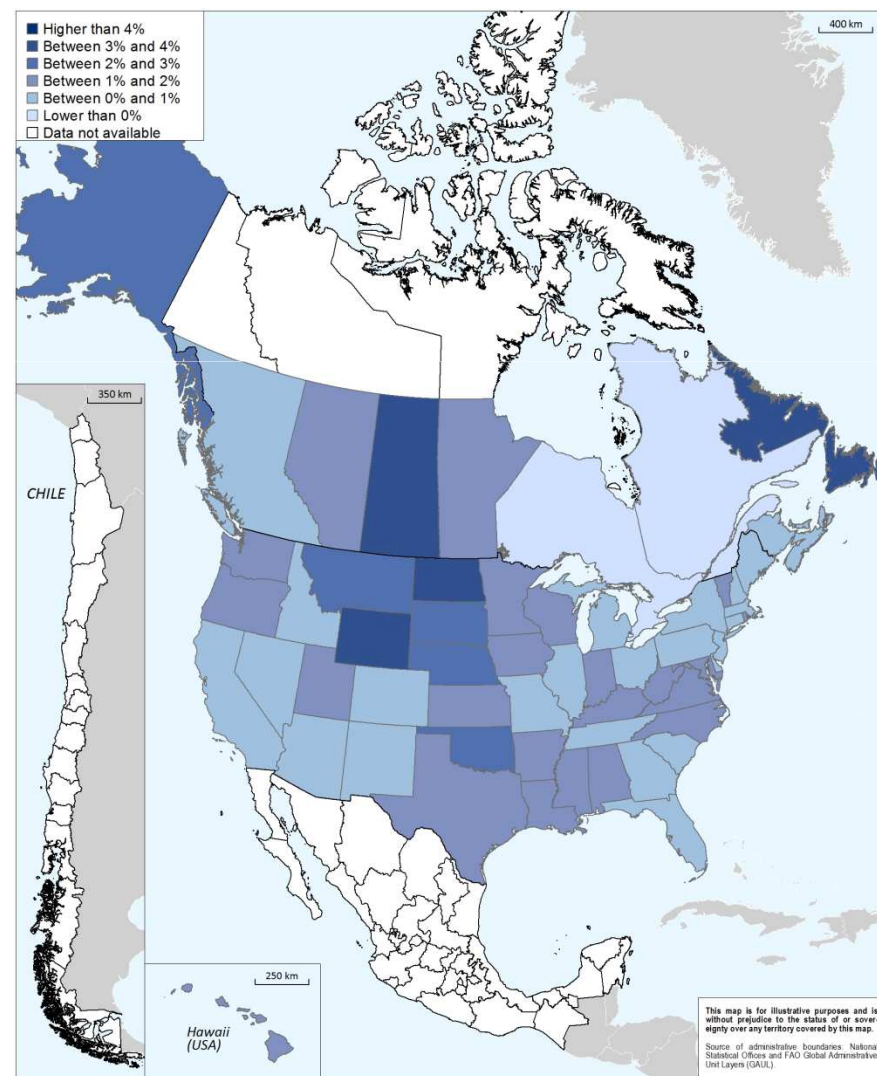 Higher than 4%
Between 3% and 4%
Between 2% and 3%
Between 1% and 2%
Between 0% and 1%
Lower than 0%
Data not available
400 km
350 km
CHILE
250 km
Hawaii
(USA)
This map is for illustrative purposes and is
without prejudice to the status of or sover-
eignty over any territory covered by this map.
Source of administrative boundaries: National
Statistical Offices and FAO Global Administrative
Unit Layers (GAUL).